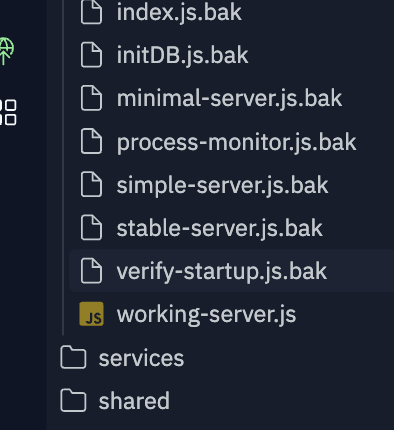 index.js.bak
initDB.js.bak
minimal-server.js.bak
process-monitor.js.bak
simple-server.js.bak
stable-server.js.bak
verify-startup.js.bak
JS working-server.js
services
shared